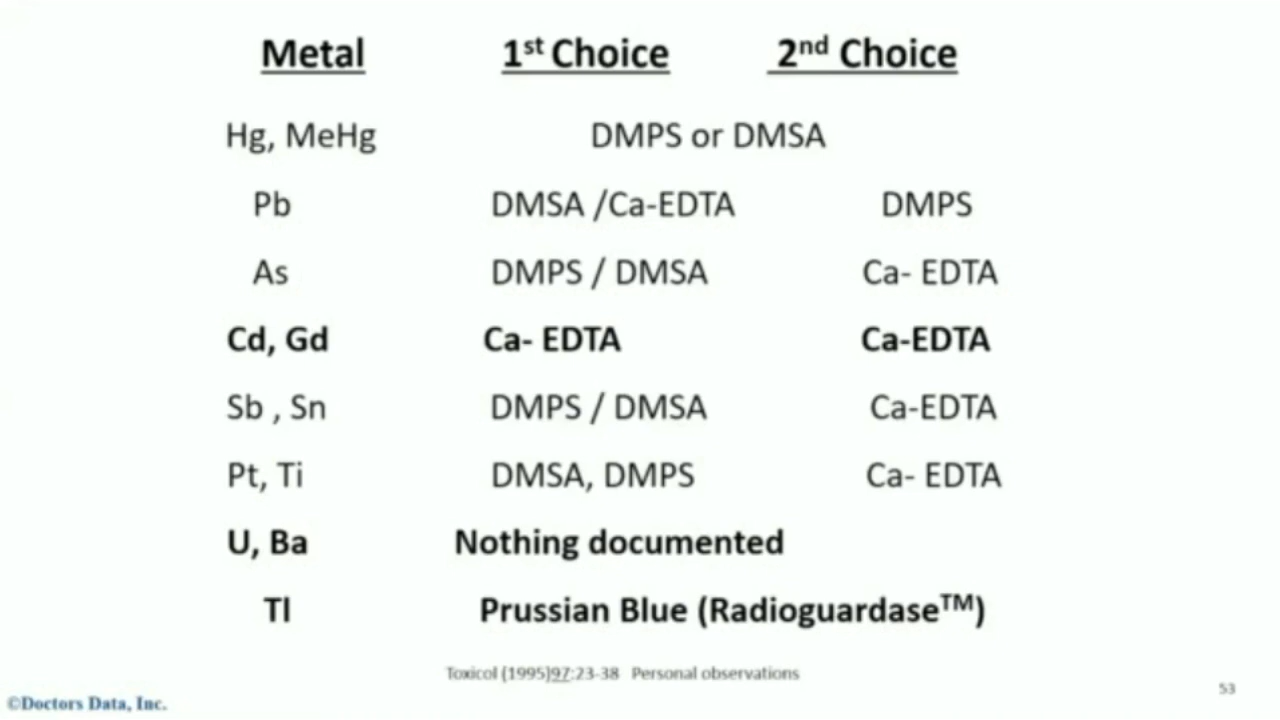 Metal 1st Choice 2nd Choice
Hg, MeHg DMPS or DMSA
Pb DMSA /Ca-EDTA DMPS
As DMPS / DMSA Ca- EDTA
Cd, Gd Ca- EDTA Ca-EDTA
Sb , Sn DMPS / DMSA Ca-EDTA
Pt, Ti DMSA, DMPS Ca- EDTA
U, Ba Nothing documented
Tl Prussian Blue (Radioguardase™)
Toxicol (1995)97:23-38 Personal observations
53
©Doctors Data, Inc.